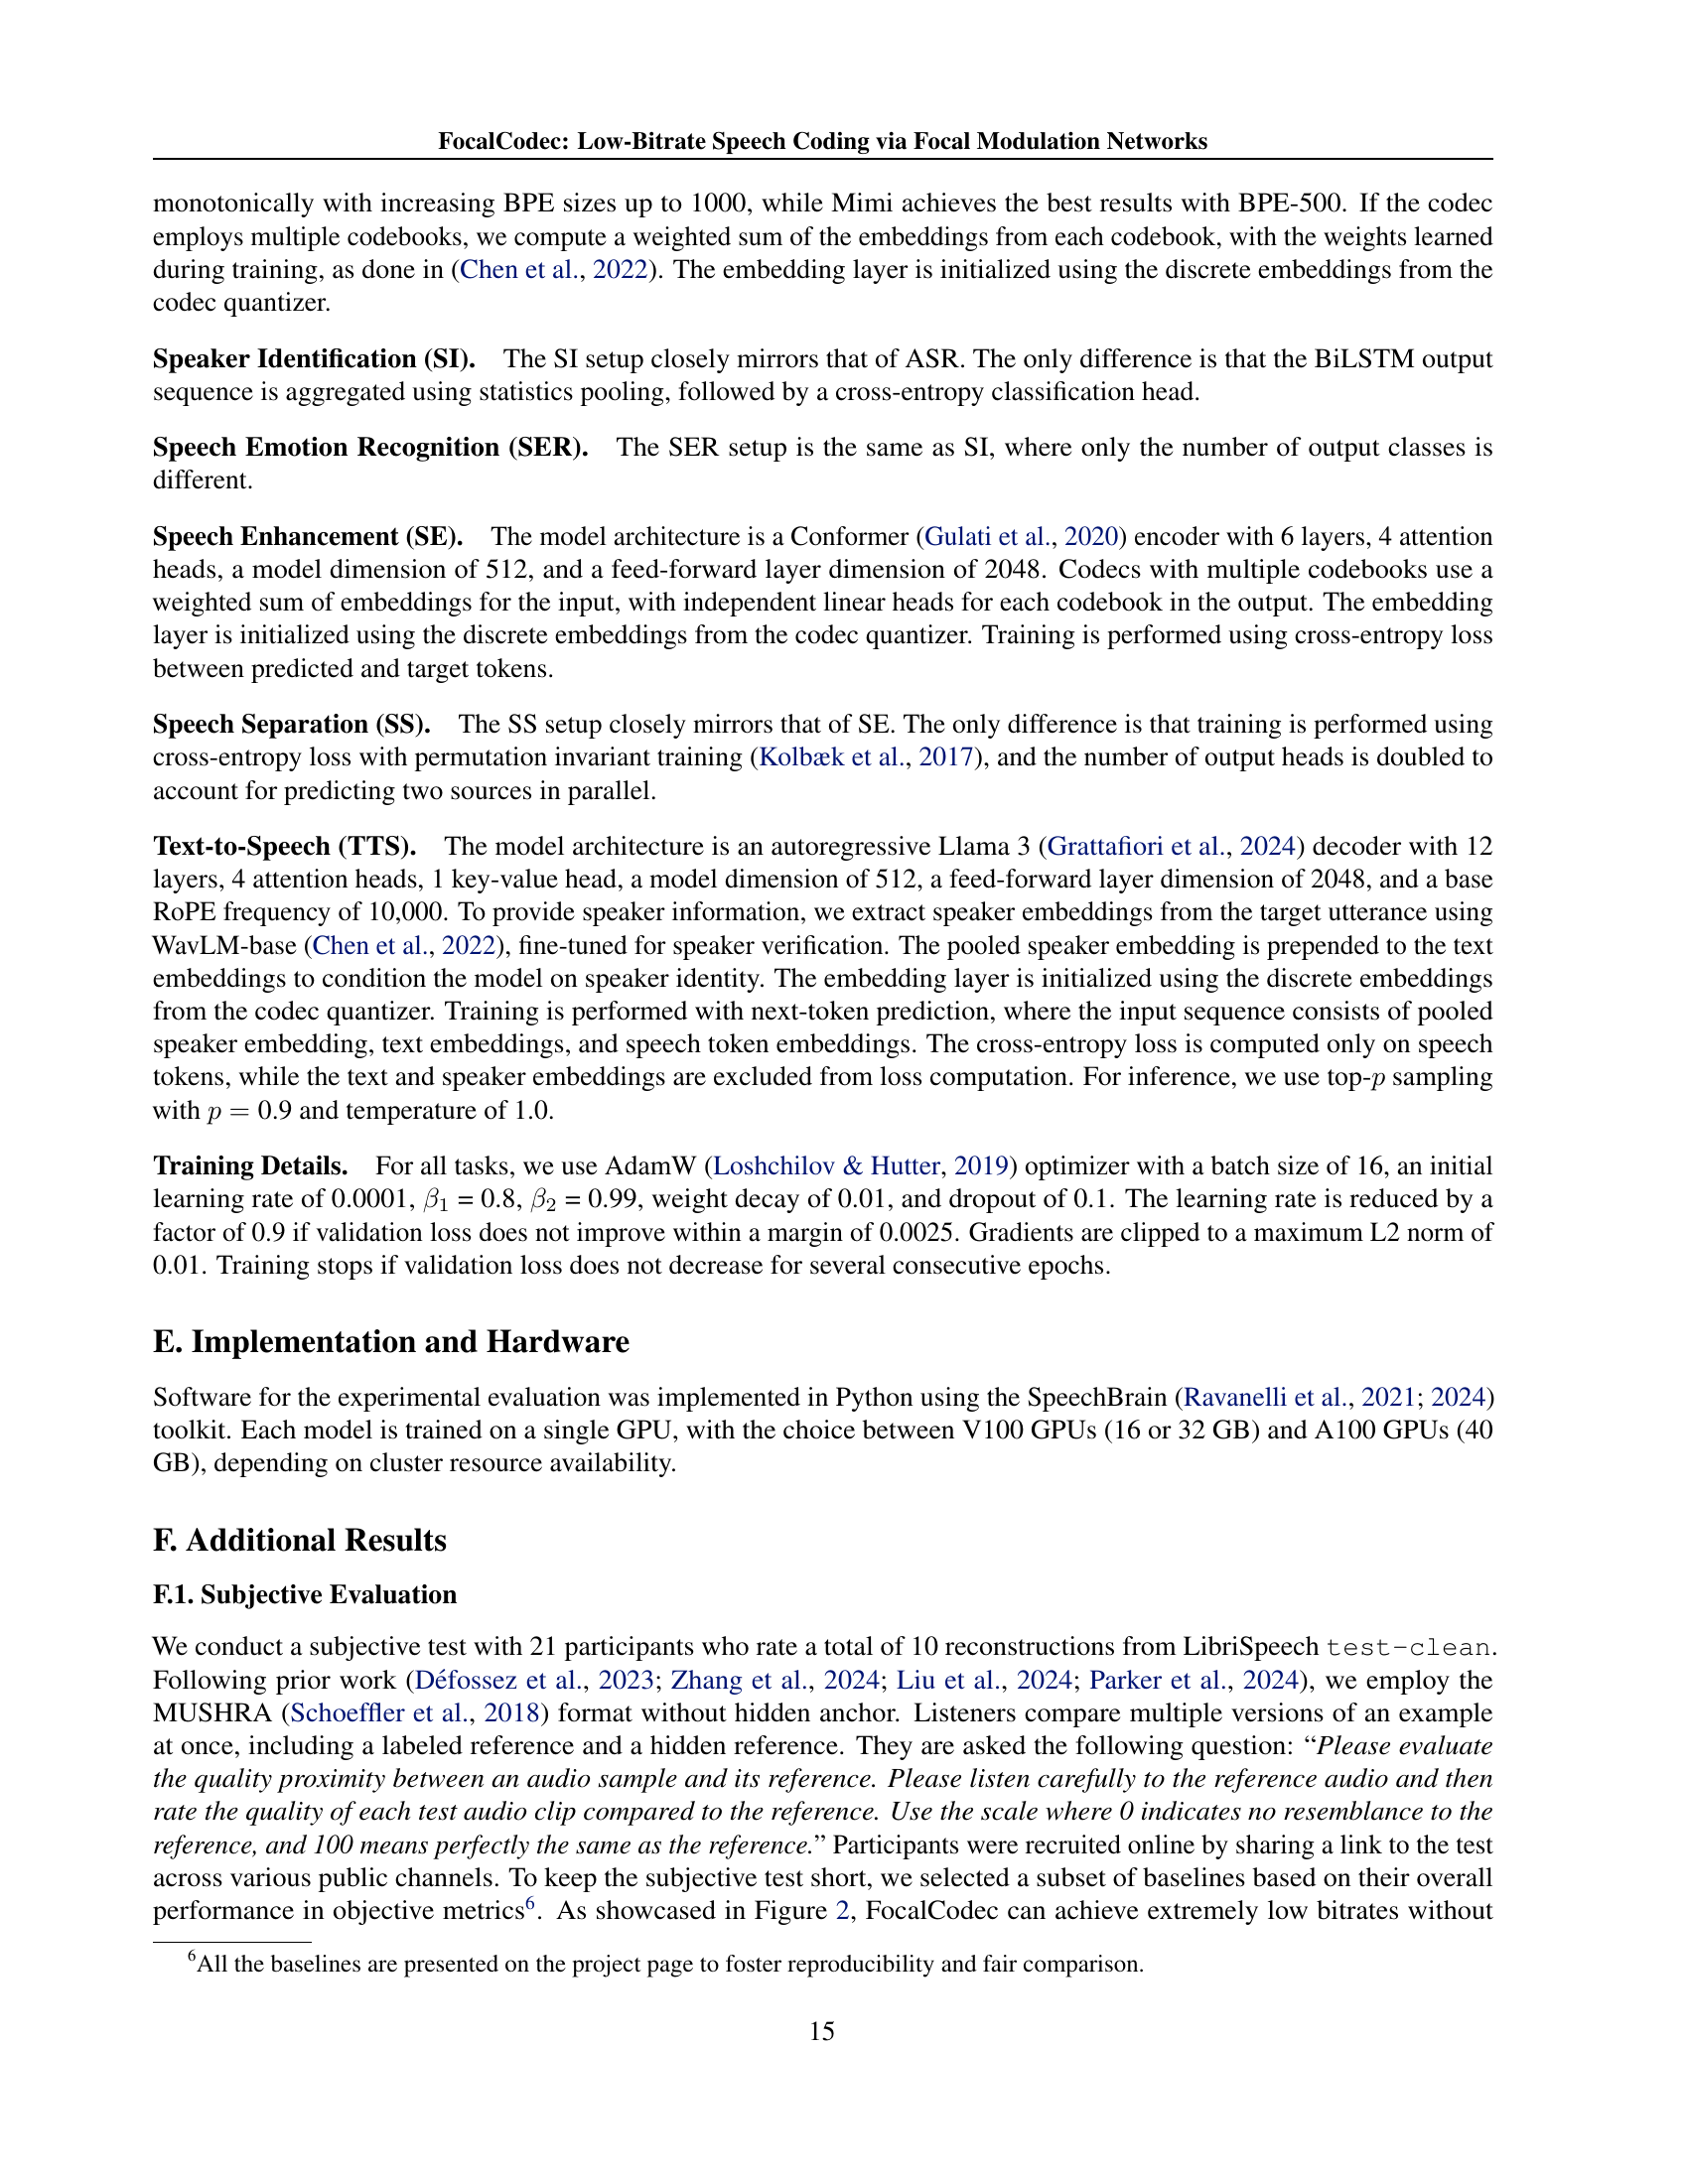 FocalCodec: Low-Bitrate Speech Coding via Focal Modulation Networks
monotonically with increasing BPE sizes up to 1000, while Mimi achieves the best results with BPE-500. If the codec
employs multiple codebooks, we compute a weighted sum of the embeddings from each codebook, with the weights learned
during training, as done in (Chen et al., 2022). The embedding layer is initialized using the discrete embeddings from the
codec quantizer.
Speaker Identification (SI). The SI setup closely mirrors that of ASR. The only difference is that the BiLSTM output
sequence is aggregated using statistics pooling, followed by a cross-entropy classification head.
Speech Emotion Recognition (SER). The SER setup is the same as SI, where only the number of output classes is
different.
Speech Enhancement (SE). The model architecture is a Conformer (Gulati et al., 2020) encoder with 6 layers, 4 attention
heads, a model dimension of 512, and a feed-forward layer dimension of 2048. Codecs with multiple codebooks use a
weighted sum of embeddings for the input, with independent linear heads for each codebook in the output. The embedding
layer is initialized using the discrete embeddings from the codec quantizer. Training is performed using cross-entropy loss
between predicted and target tokens.
Speech Separation (SS). The SS setup closely mirrors that of SE. The only difference is that training is performed using
cross-entropy loss with permutation invariant training (Kolbæk et al., 2017), and the number of output heads is doubled to
account for predicting two sources in parallel.
Text-to-Speech (TTS). The model architecture is an autoregressive Llama 3 (Grattafiori et al., 2024) decoder with 12
layers, 4 attention heads, 1 key-value head, a model dimension of 512, a feed-forward layer dimension of 2048, and a base
RoPE frequency of 10,000. To provide speaker information, we extract speaker embeddings from the target utterance using
WavLM-base (Chen et al., 2022), fine-tuned for speaker verification. The pooled speaker embedding is prepended to the text
embeddings to condition the model on speaker identity. The embedding layer is initialized using the discrete embeddings
from the codec quantizer. Training is performed with next-token prediction, where the input sequence consists of pooled
speaker embedding, text embeddings, and speech token embeddings. The cross-entropy loss is computed only on speech
tokens, while the text and speaker embeddings are excluded from loss computation. For inference, we use top-p sampling
with p = 0.9 and temperature of 1.0.
Training Details. For all tasks, we use AdamW (Loshchilov & Hutter, 2019) optimizer with a batch size of 16, an initial
learning rate of 0.0001, β₁ = 0.8, β₂ = 0.99, weight decay of 0.01, and dropout of 0.1. The learning rate is reduced by a
factor of 0.9 if validation loss does not improve within a margin of 0.0025. Gradients are clipped to a maximum L2 norm of
0.01. Training stops if validation loss does not decrease for several consecutive epochs.
E. Implementation and Hardware
Software for the experimental evaluation was implemented in Python using the SpeechBrain (Ravanelli et al., 2021; 2024)
toolkit. Each model is trained on a single GPU, with the choice between V100 GPUs (16 or 32 GB) and A100 GPUs (40
GB), depending on cluster resource availability.
F. Additional Results
F.1. Subjective Evaluation
We conduct a subjective test with 21 participants who rate a total of 10 reconstructions from LibriSpeech test-clean.
Following prior work (Défossez et al., 2023; Zhang et al., 2024; Liu et al., 2024; Parker et al., 2024), we employ the
MUSHRA (Schoeffler et al., 2018) format without hidden anchor. Listeners compare multiple versions of an example
at once, including a labeled reference and a hidden reference. They are asked the following question: “Please evaluate
the quality proximity between an audio sample and its reference. Please listen carefully to the reference audio and then
rate the quality of each test audio clip compared to the reference. Use the scale where 0 indicates no resemblance to the
reference, and 100 means perfectly the same as the reference.” Participants were recruited online by sharing a link to the test
across various public channels. To keep the subjective test short, we selected a subset of baselines based on their overall
performance in objective metrics⁶. As showcased in Figure 2, FocalCodec can achieve extremely low bitrates without
⁶All the baselines are presented on the project page to foster reproducibility and fair comparison.
15